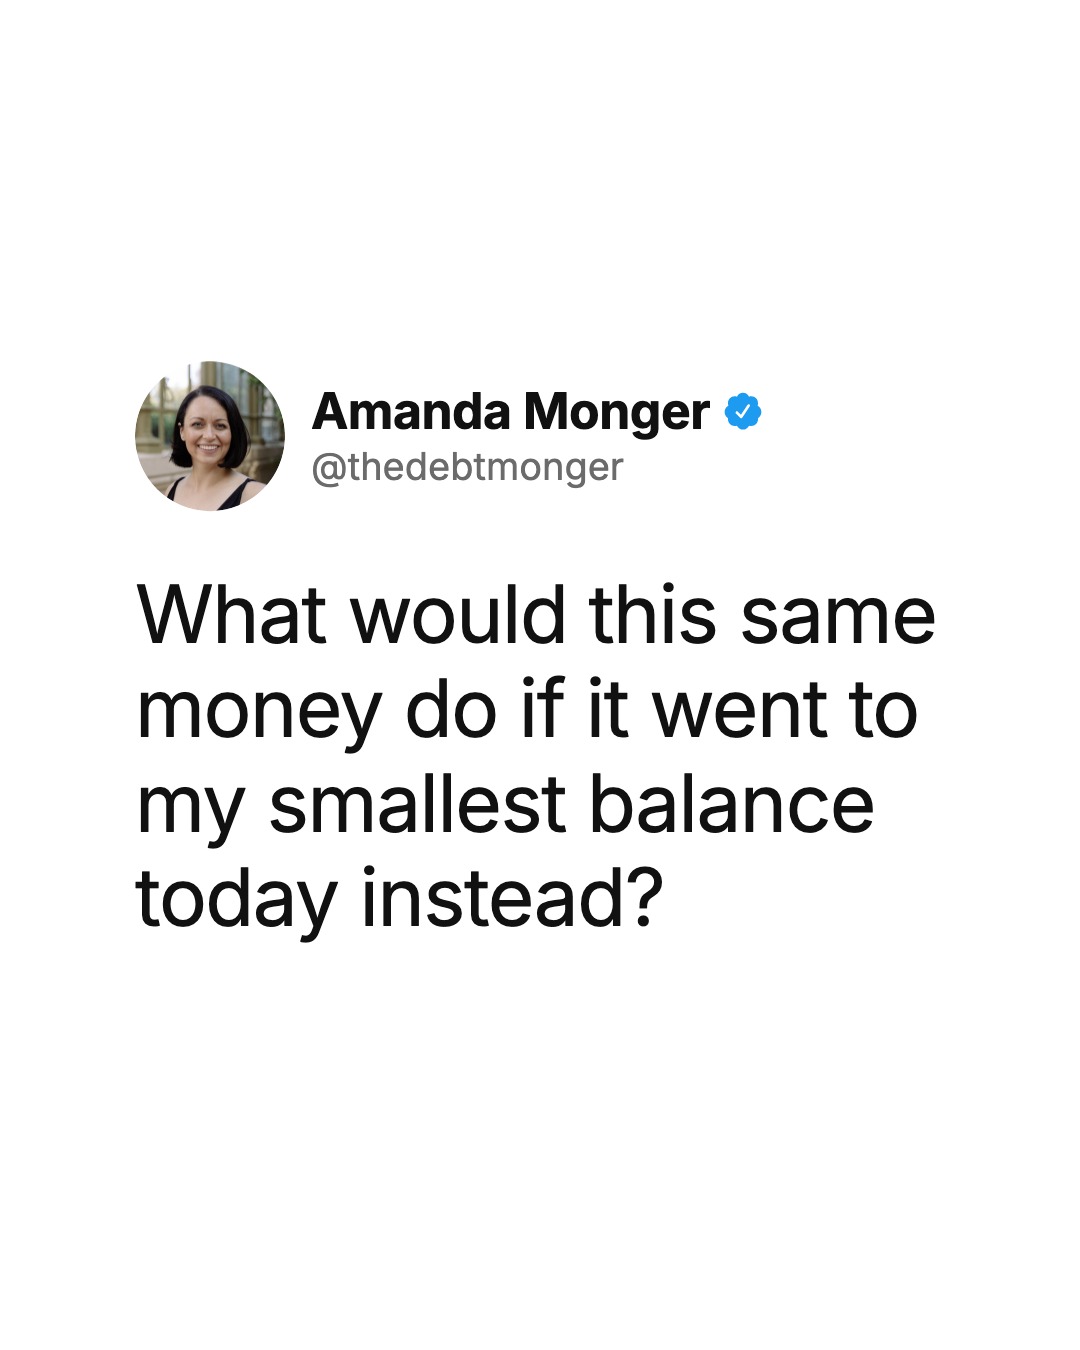 Amanda Monger
@thedebtmonger
What would this same
money do if it went to
my smallest balance
today instead?